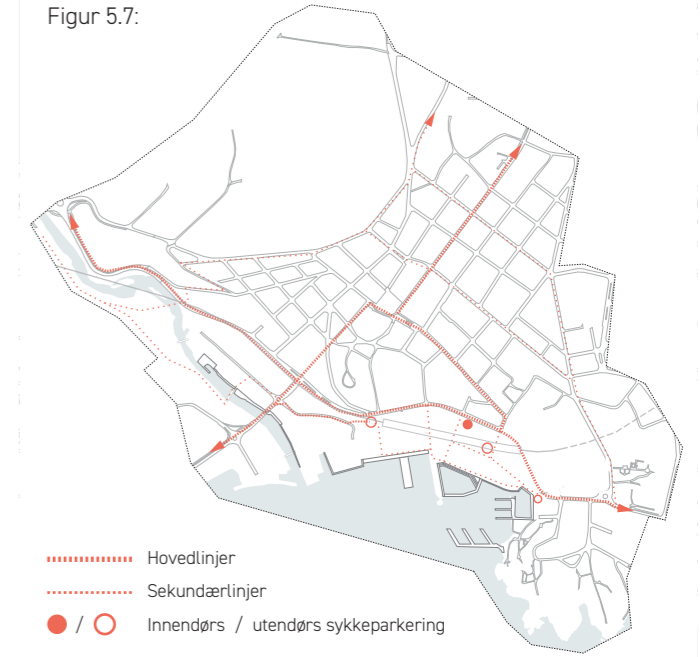 Figur 5.7:
Hovedlinjer
Sekundærlinjer
/ Innendørs / utendørs sykkeparkering